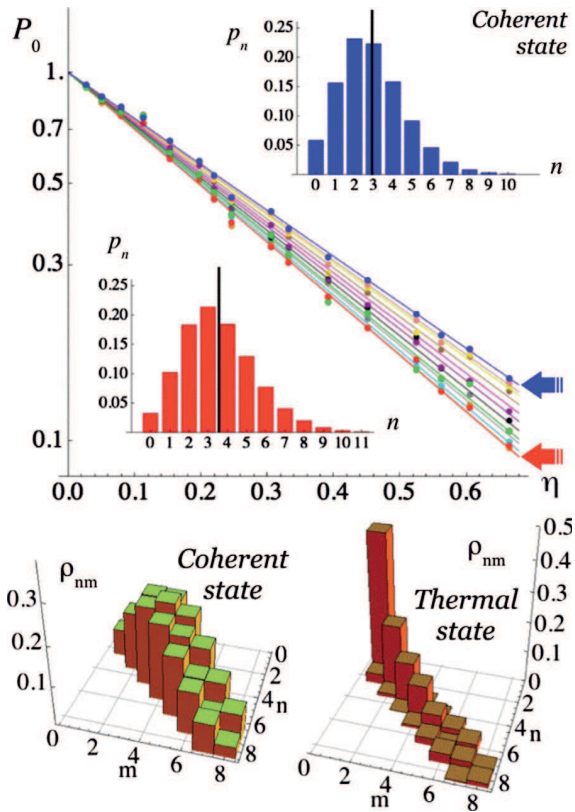 P0
1.
0.7
0.5
0.3
0.1
pn
0.25
0.20
0.15
0.10
0.05
0 1 2 3 4 5 6 7 8 9 10
n
Coherent
state
pn
0.25
0.20
0.15
0.10
0.05
0 1 2 3 4 5 6 7 8 9 10 11
n
0.0 0.1 0.2 0.3 0.4 0.5 0.6 η
ρnm
Coherent
state
0.3
0.2
0.1
0 2 4 6 8
m
0
2
4
6
8
n
ρnm
Thermal
state
0.5
0.4
0.3
0.2
0.1
0
0 2 4 6 8
m
2
4
6
8
n